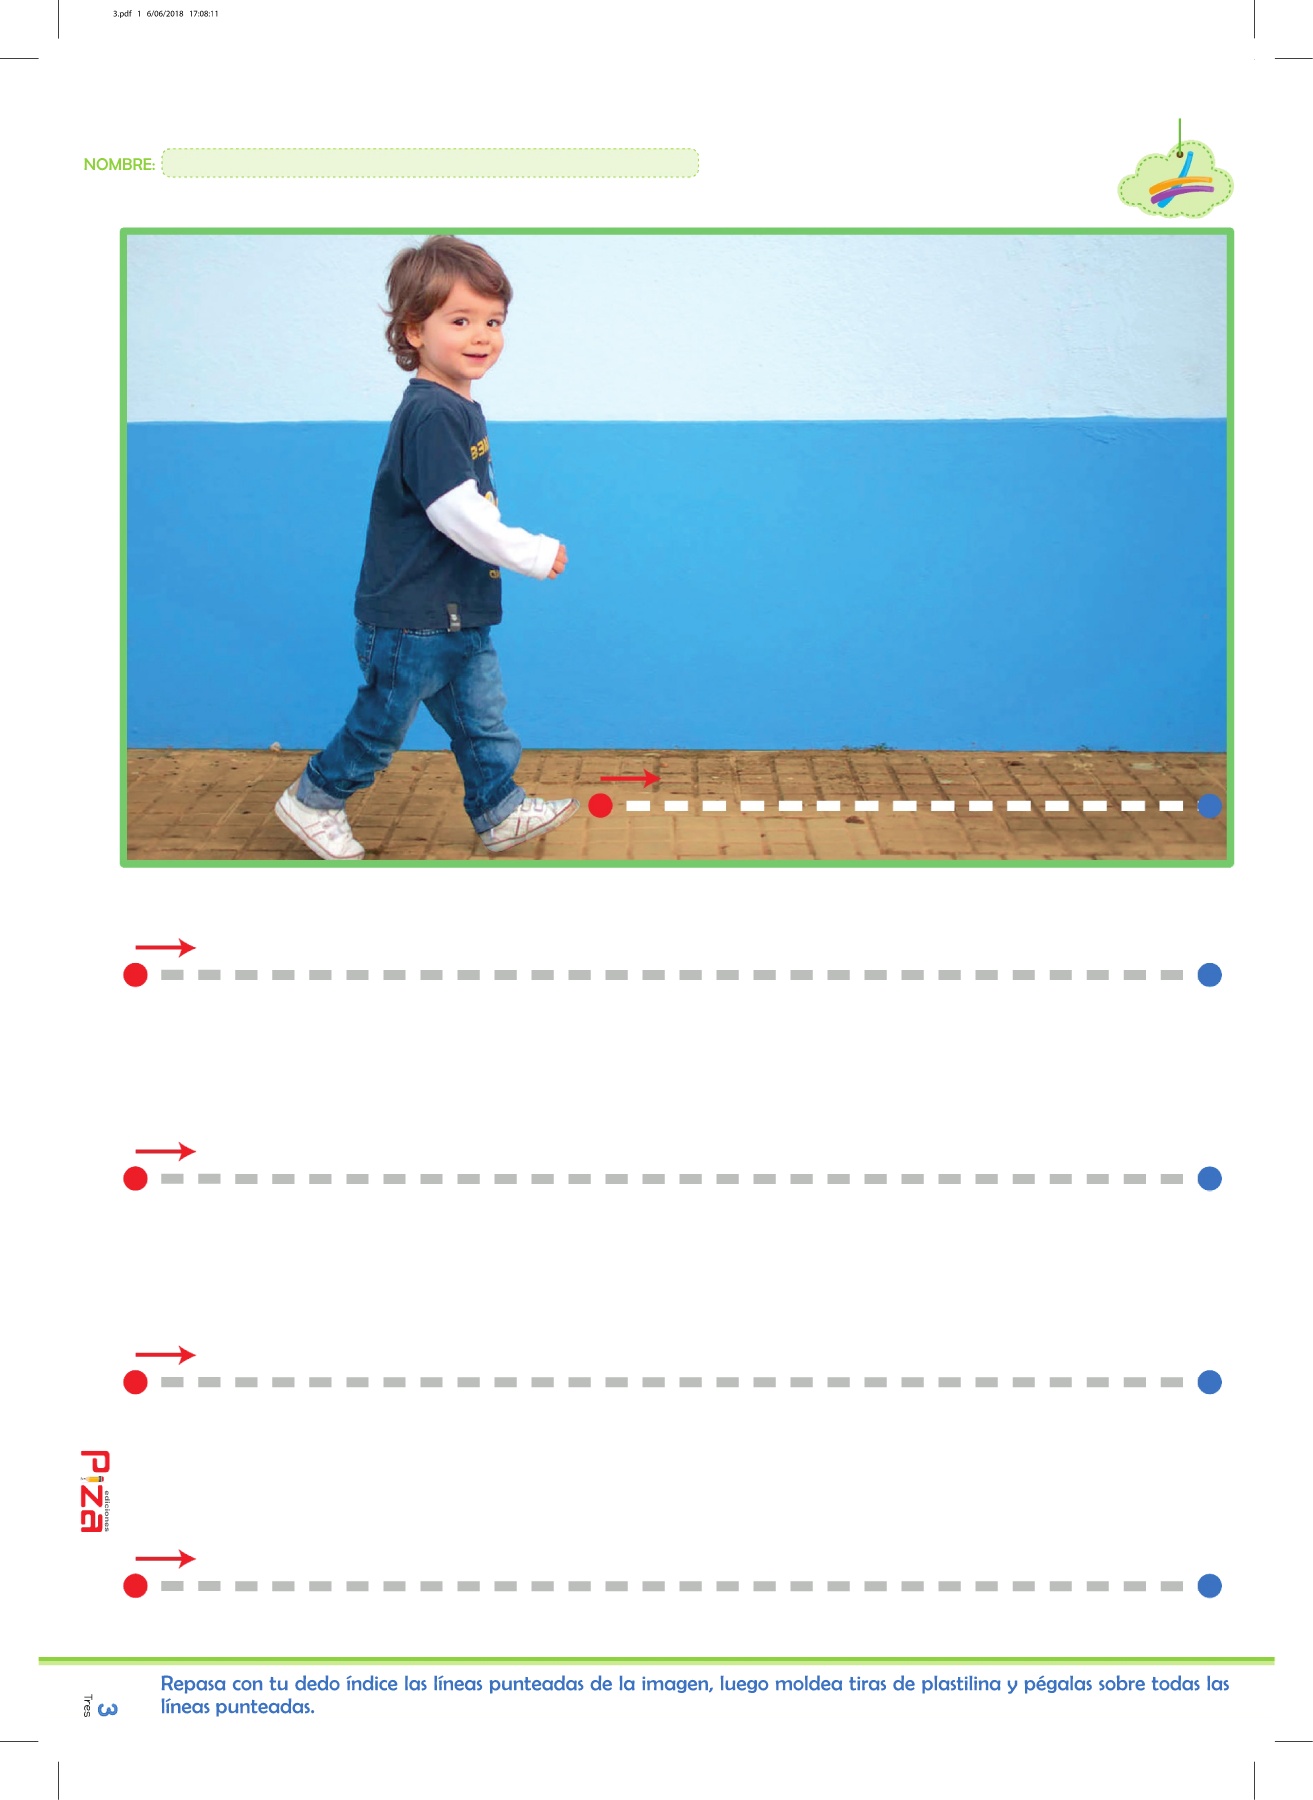 3.pdf 1 6/06/2018 17:08:11
NOMBRE:
PIZA
ediciones
Repasa con tu dedo índice las líneas punteadas de la imagen, luego moldea tiras de plastilina y pégalas sobre todas las
líneas punteadas.
3
Tres